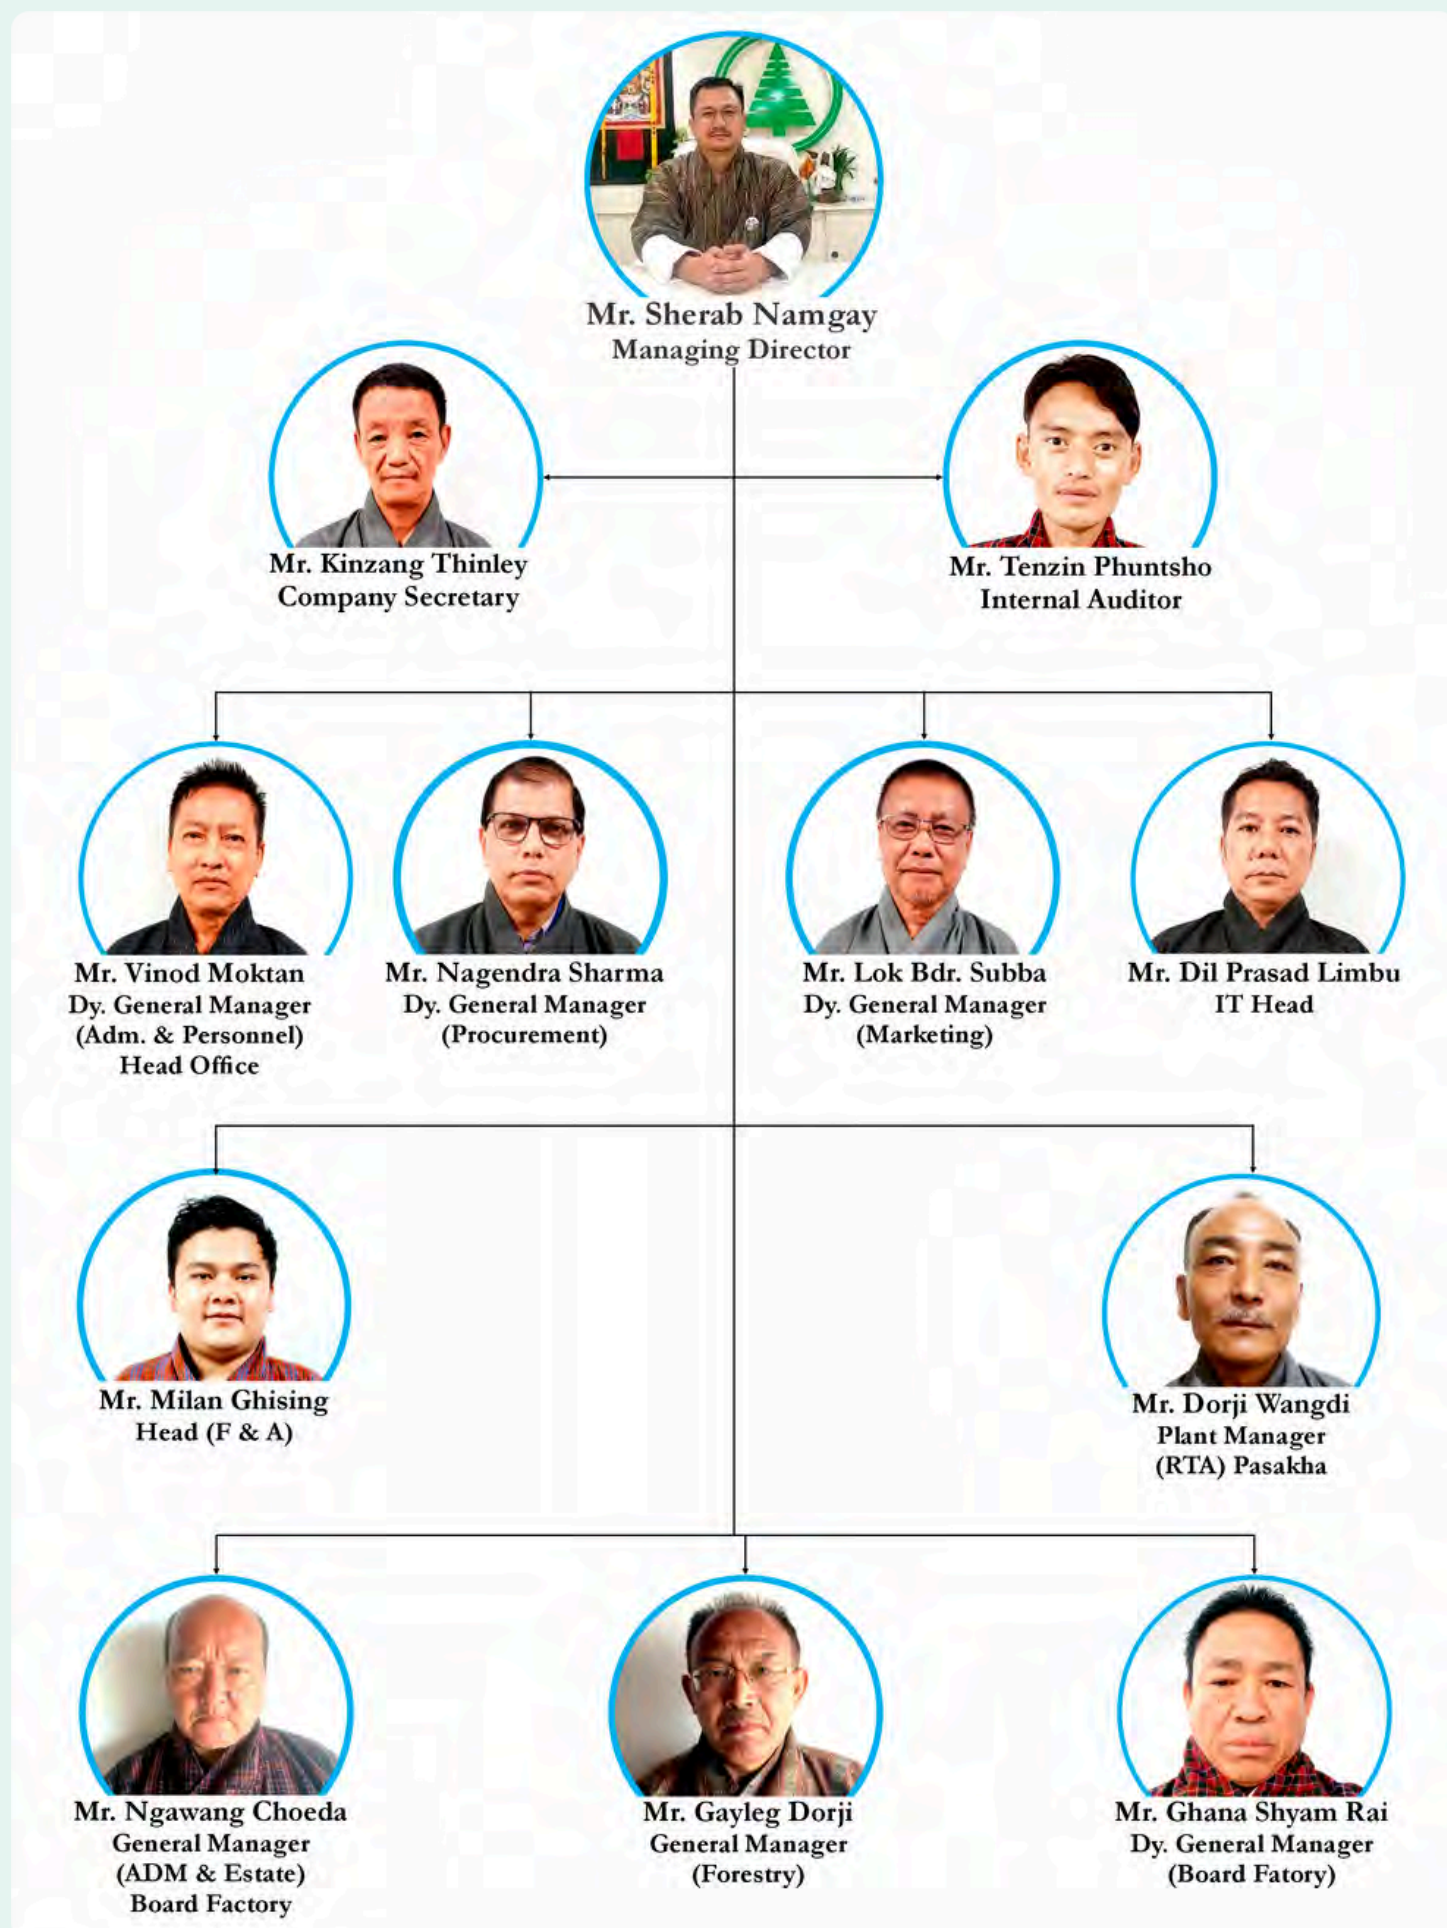 Mr. Sherab Namgay
Managing Director
Mr. Kinzang Thinley
Company Secretary
Mr. Tenzin Phuntsho
Internal Auditor
Mr. Vinod Moktan
Dy. General Manager
(Adm. & Personnel)
Head Office
Mr. Nagendra Sharma
Dy. General Manager
(Procurement)
Mr. Lok Bdr. Subba
Dy. General Manager
(Marketing)
Mr. Dil Prasad Limbu
IT Head
Mr. Milan Ghising
Head (F & A)
Mr. Dorji Wangdi
Plant Manager
(RTA) Pasakha
Mr. Ngawang Choeda
General Manager
(ADM & Estate)
Board Factory
Mr. Gayleg Dorji
General Manager
(Forestry)
Mr. Ghana Shyam Rai
Dy. General Manager
(Board Fatory)